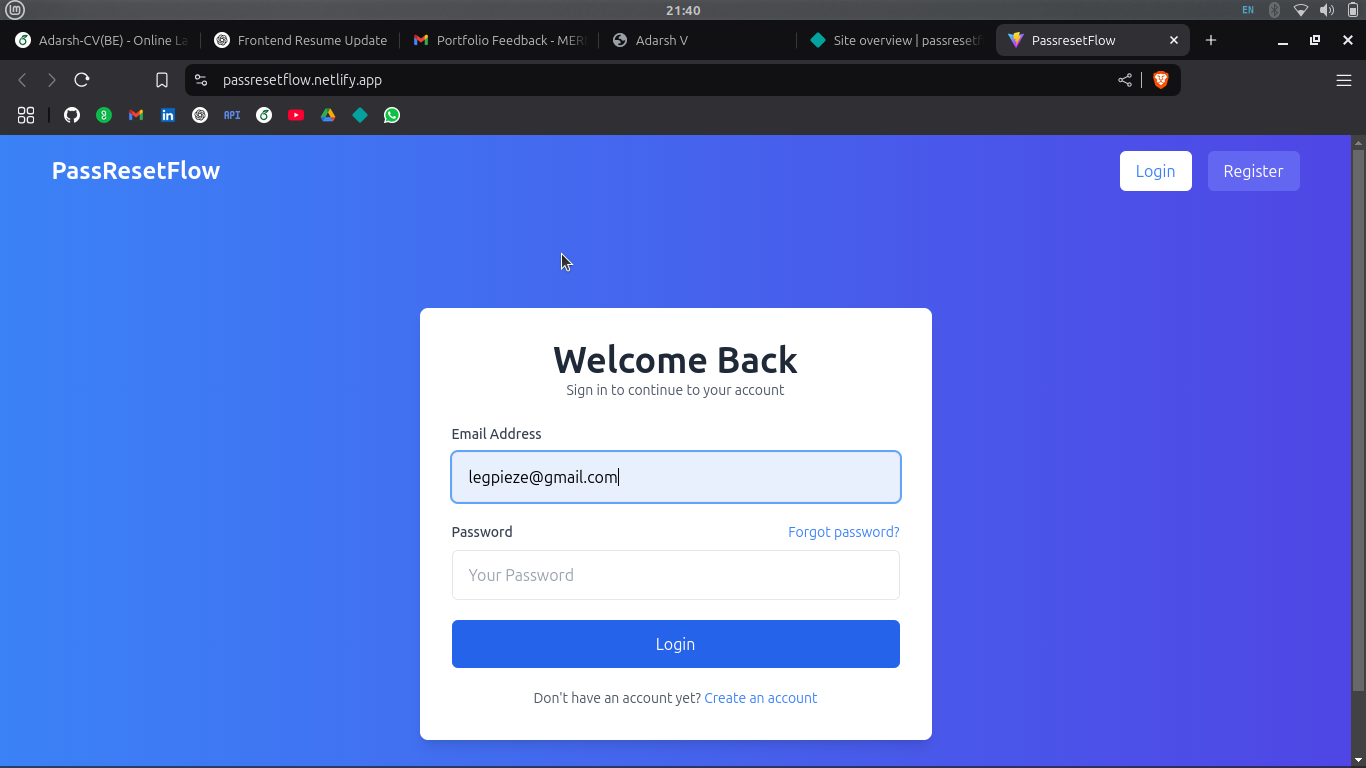 21:40
EN
Adarsh-CV(BE) - Online La
Frontend Resume Update
Portfolio Feedback - MER
Adarsh V
Site overview | passresetf
PassresetFlow
passresetflow.netlify.app
API
PassResetFlow
Login
Register
Welcome Back
Sign in to continue to your account
Email Address
legpieze@gmail.com
Password
Forgot password?
Your Password
Login
Don't have an account yet? Create an account